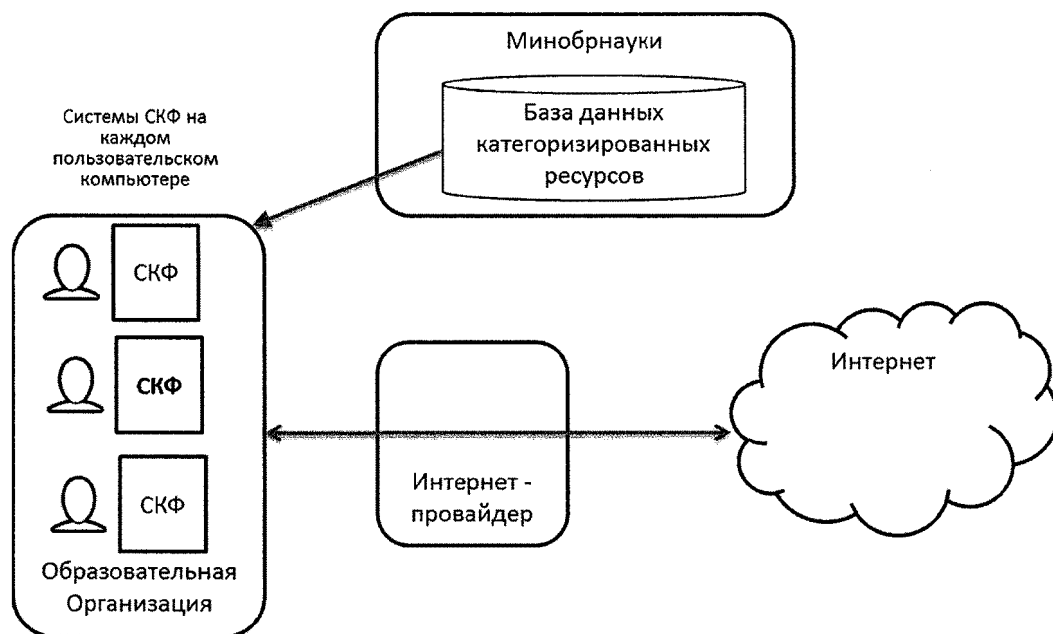 Минобрнауки
База данных
категоризированных
ресурсов
Системы СКФ на
каждом
пользовательском
компьютере
СКФ
СКФ
СКФ
Образовательная
Организация
Интернет -
провайдер
Интернет